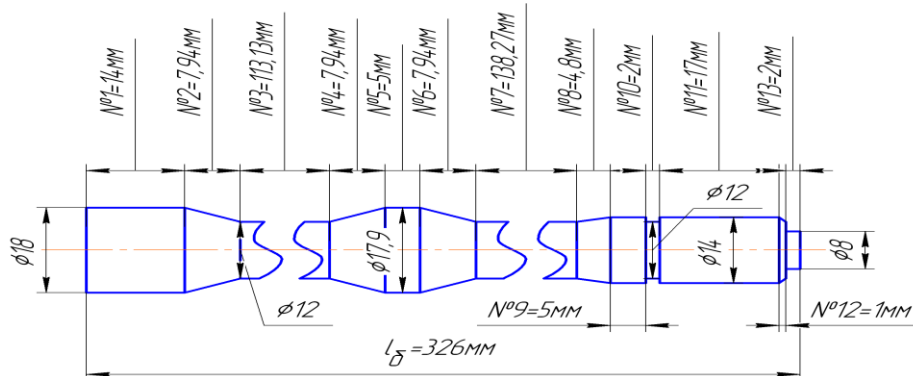 №1=14мм
№2=7,94мм
№3=113,13мм
№4=7,94мм
№5=5мм
№6=7,94мм
№7=138,27мм
№8=4,8мм
№10=2мм
№11=17мм
№13=2мм
ϕ12
ϕ18
ϕ17,9
ϕ14
ϕ8
ϕ12
№9=5мм
№12=1мм
lδ=326мм